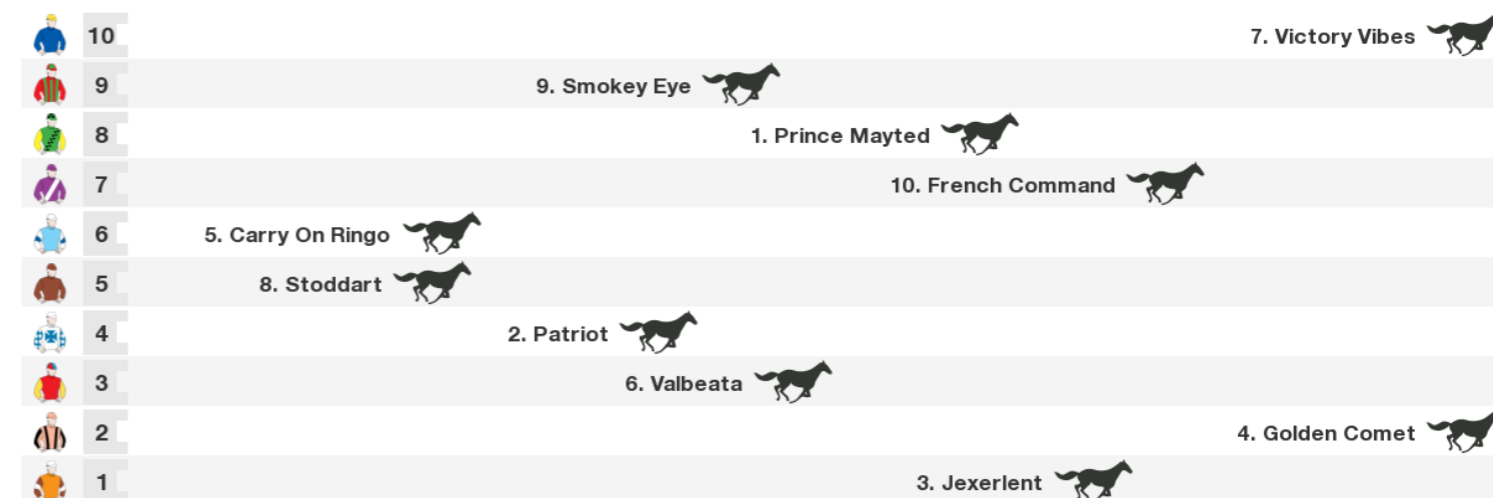 10 7. Victory Vibes
9 9. Smokey Eye
8 1. Prince Mayted
7 10. French Command
6 5. Carry On Ringo
5 8. Stoddart
4 2. Patriot
3 6. Valbeata
2 4. Golden Comet
1 3. Jexerlent